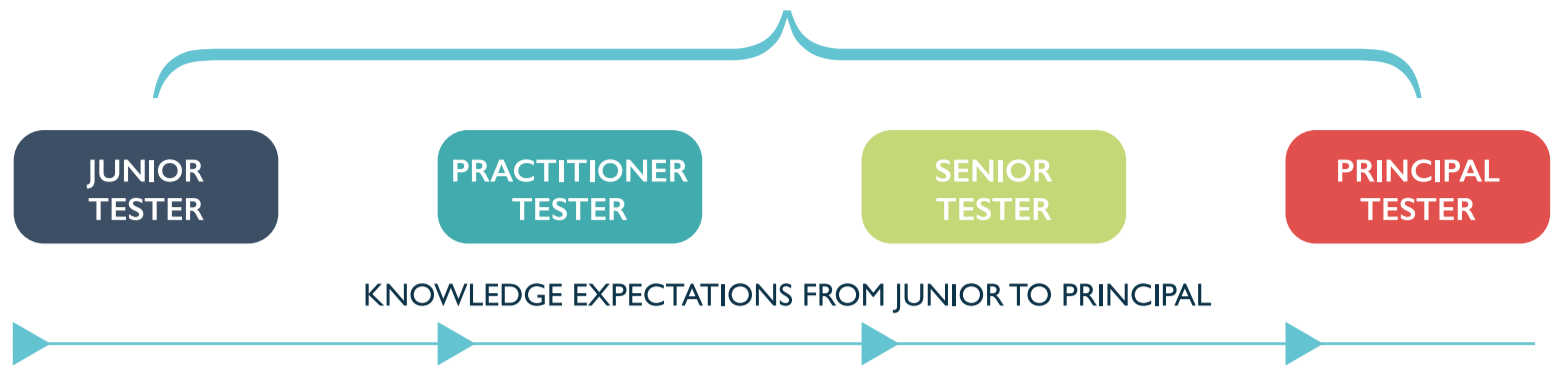 JUNIOR
TESTER
PRACTITIONER
TESTER
SENIOR
TESTER
PRINCIPAL
TESTER
KNOWLEDGE EXPECTATIONS FROM JUNIOR TO PRINCIPAL